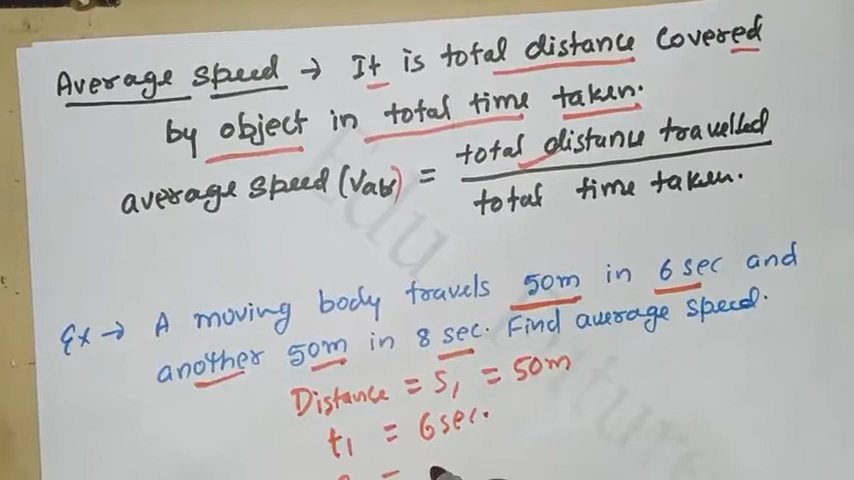 Average speed → It is total distance covered
by object in total time taken.
average speed (Vav) = total distance travelled
total time taken.
Ex → A moving body travels 50m in 6 sec and
another 50m in 8 sec. Find average speed.
Distance = S₁ = 50m
t₁ = 6 sec.
=